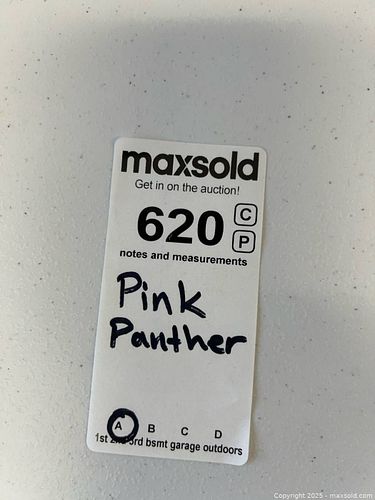 maxsold
Get in on the auction!
620 C
P
notes and measurements
Pink
Panther
A B C D
1st 2nd 3rd bsmt garage outdoors
Copyright 2025 - maxsold.com